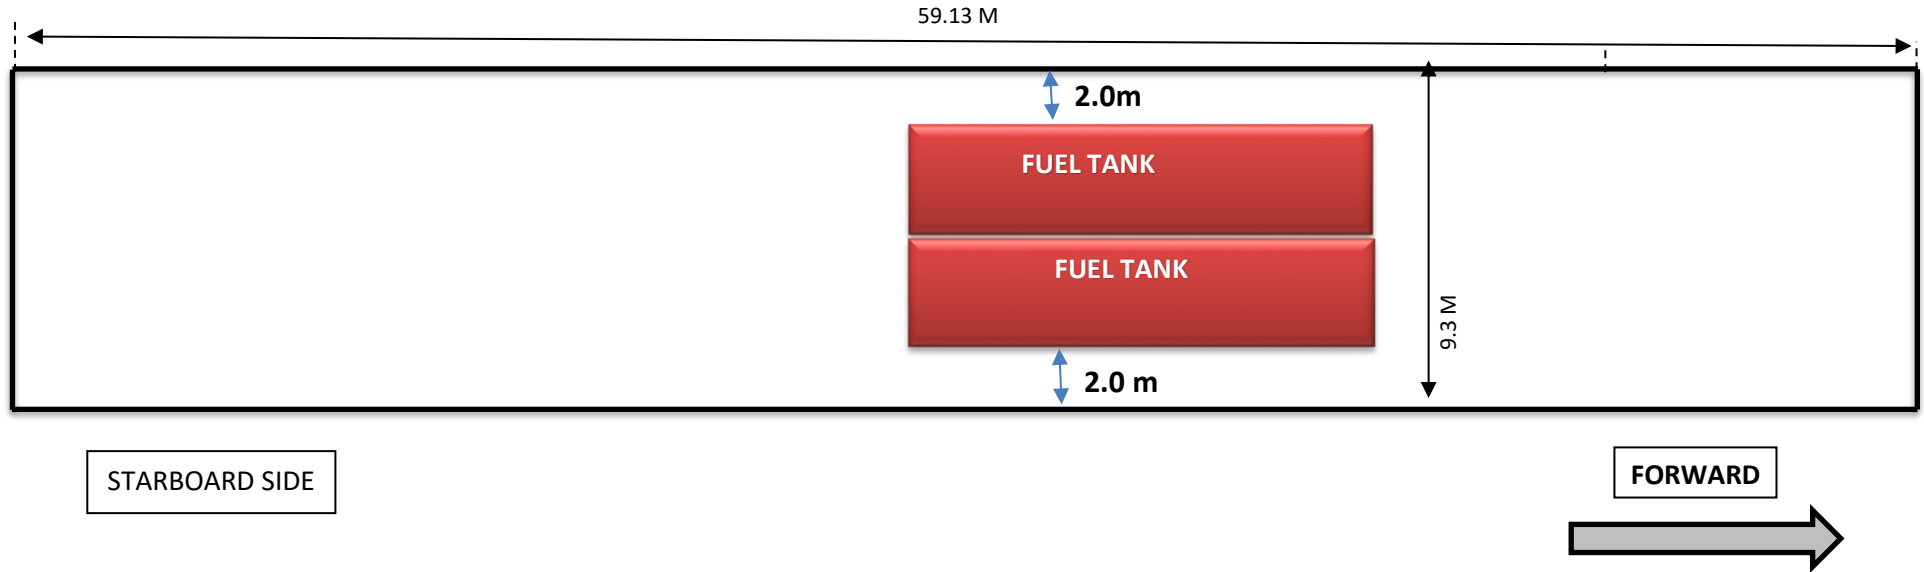 59.13 M
2.0m
FUEL TANK
FUEL TANK
9.3 M
2.0 m
STARBOARD SIDE
FORWARD